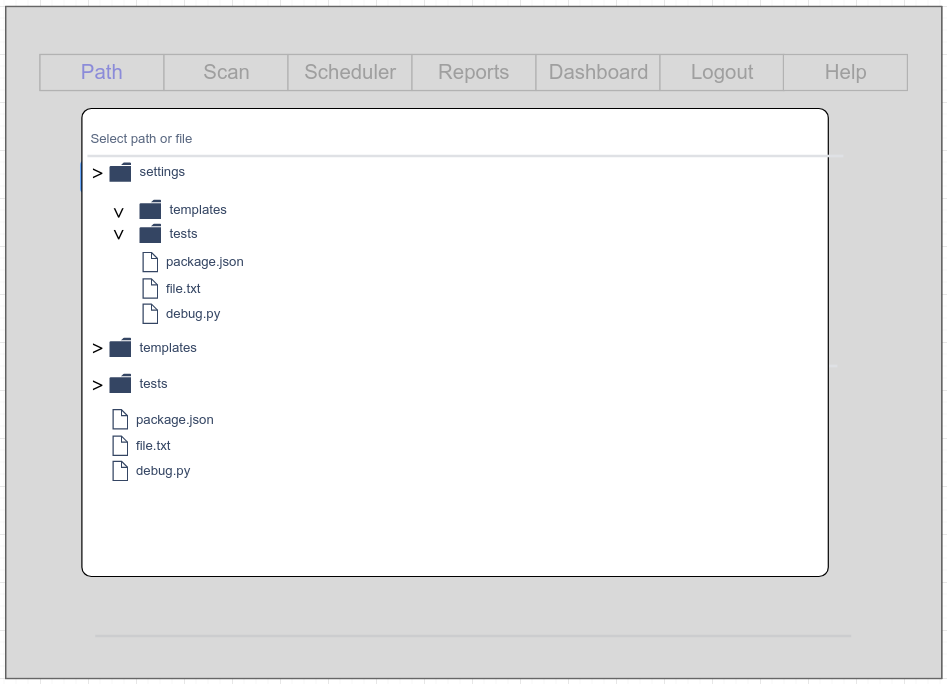 Path Scan Scheduler Reports Dashboard Logout Help
Select path or file
> settings
v templates
v tests
package.json
file.txt
debug.py
> templates
> tests
package.json
file.txt
debug.py